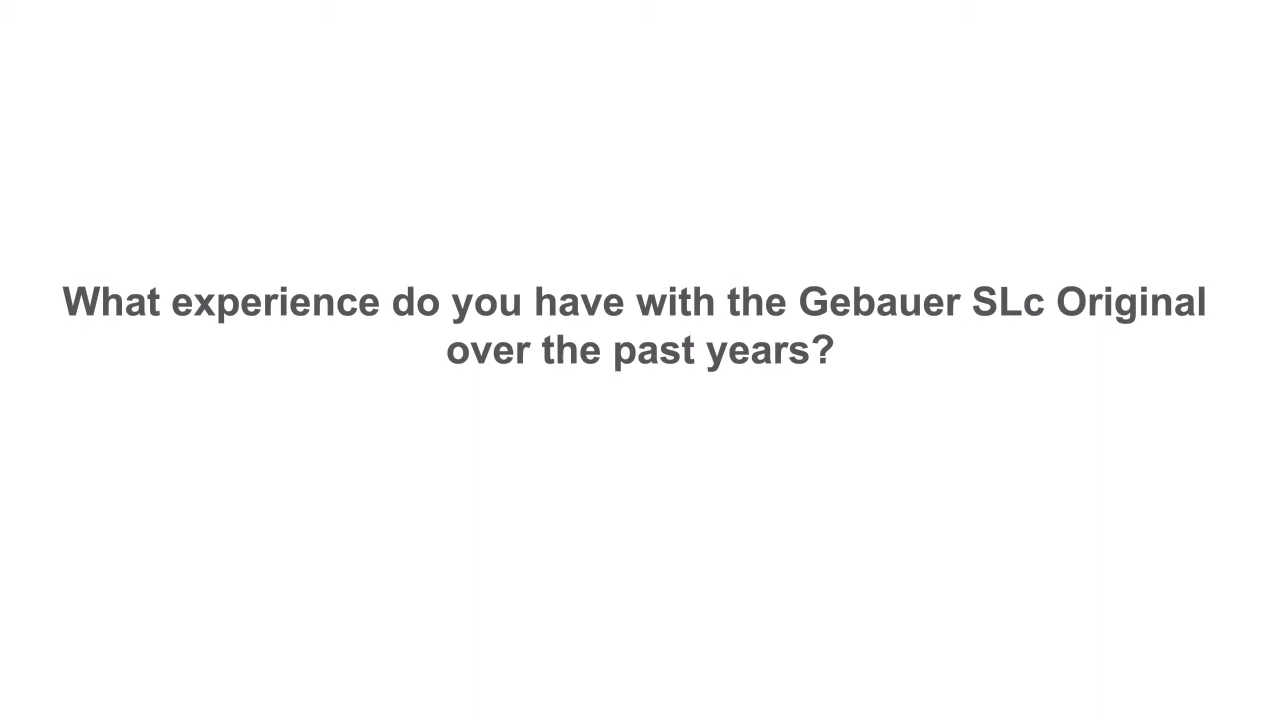 What experience do you have with the Gebauer SLc Original
over the past years?